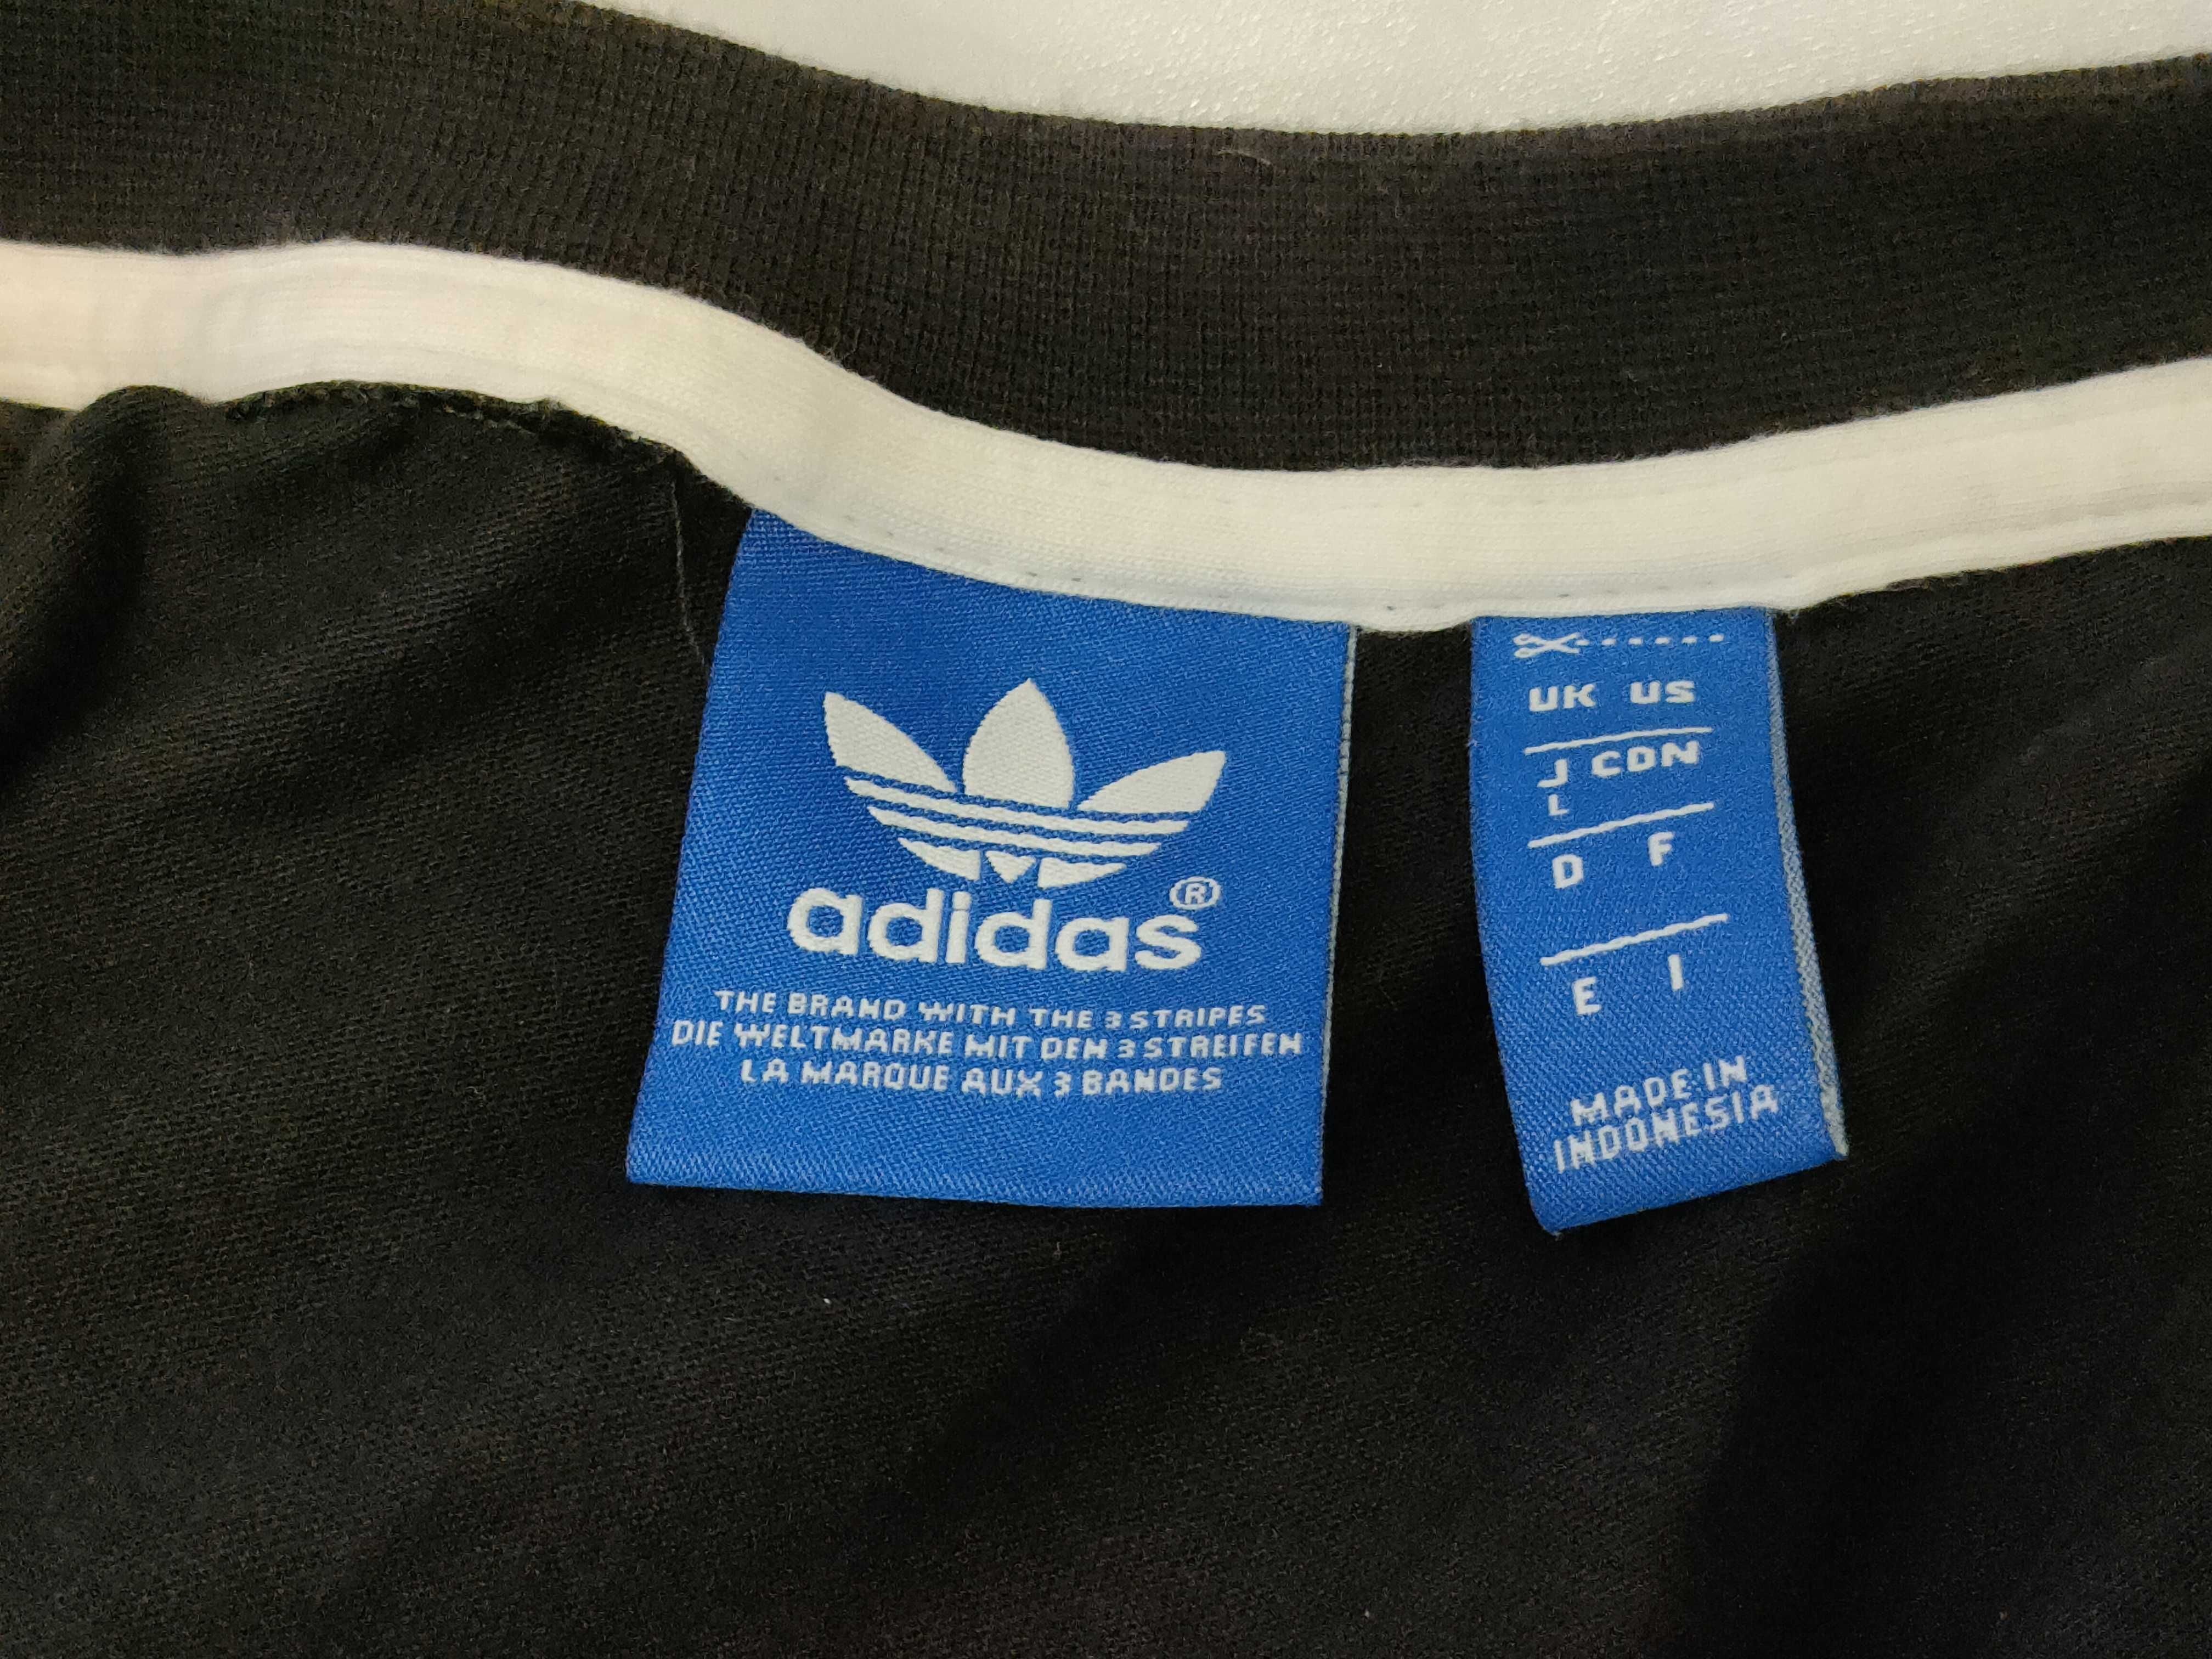 adidas®
THE BRAND WITH THE 3 STRIPES
DIE WELTMARKE MIT DEN 3 STREIFEN
LA MARQUE AUX 3 BANDES
UK US
J CDN
L
D F
E I
MADE IN
INDONESIA